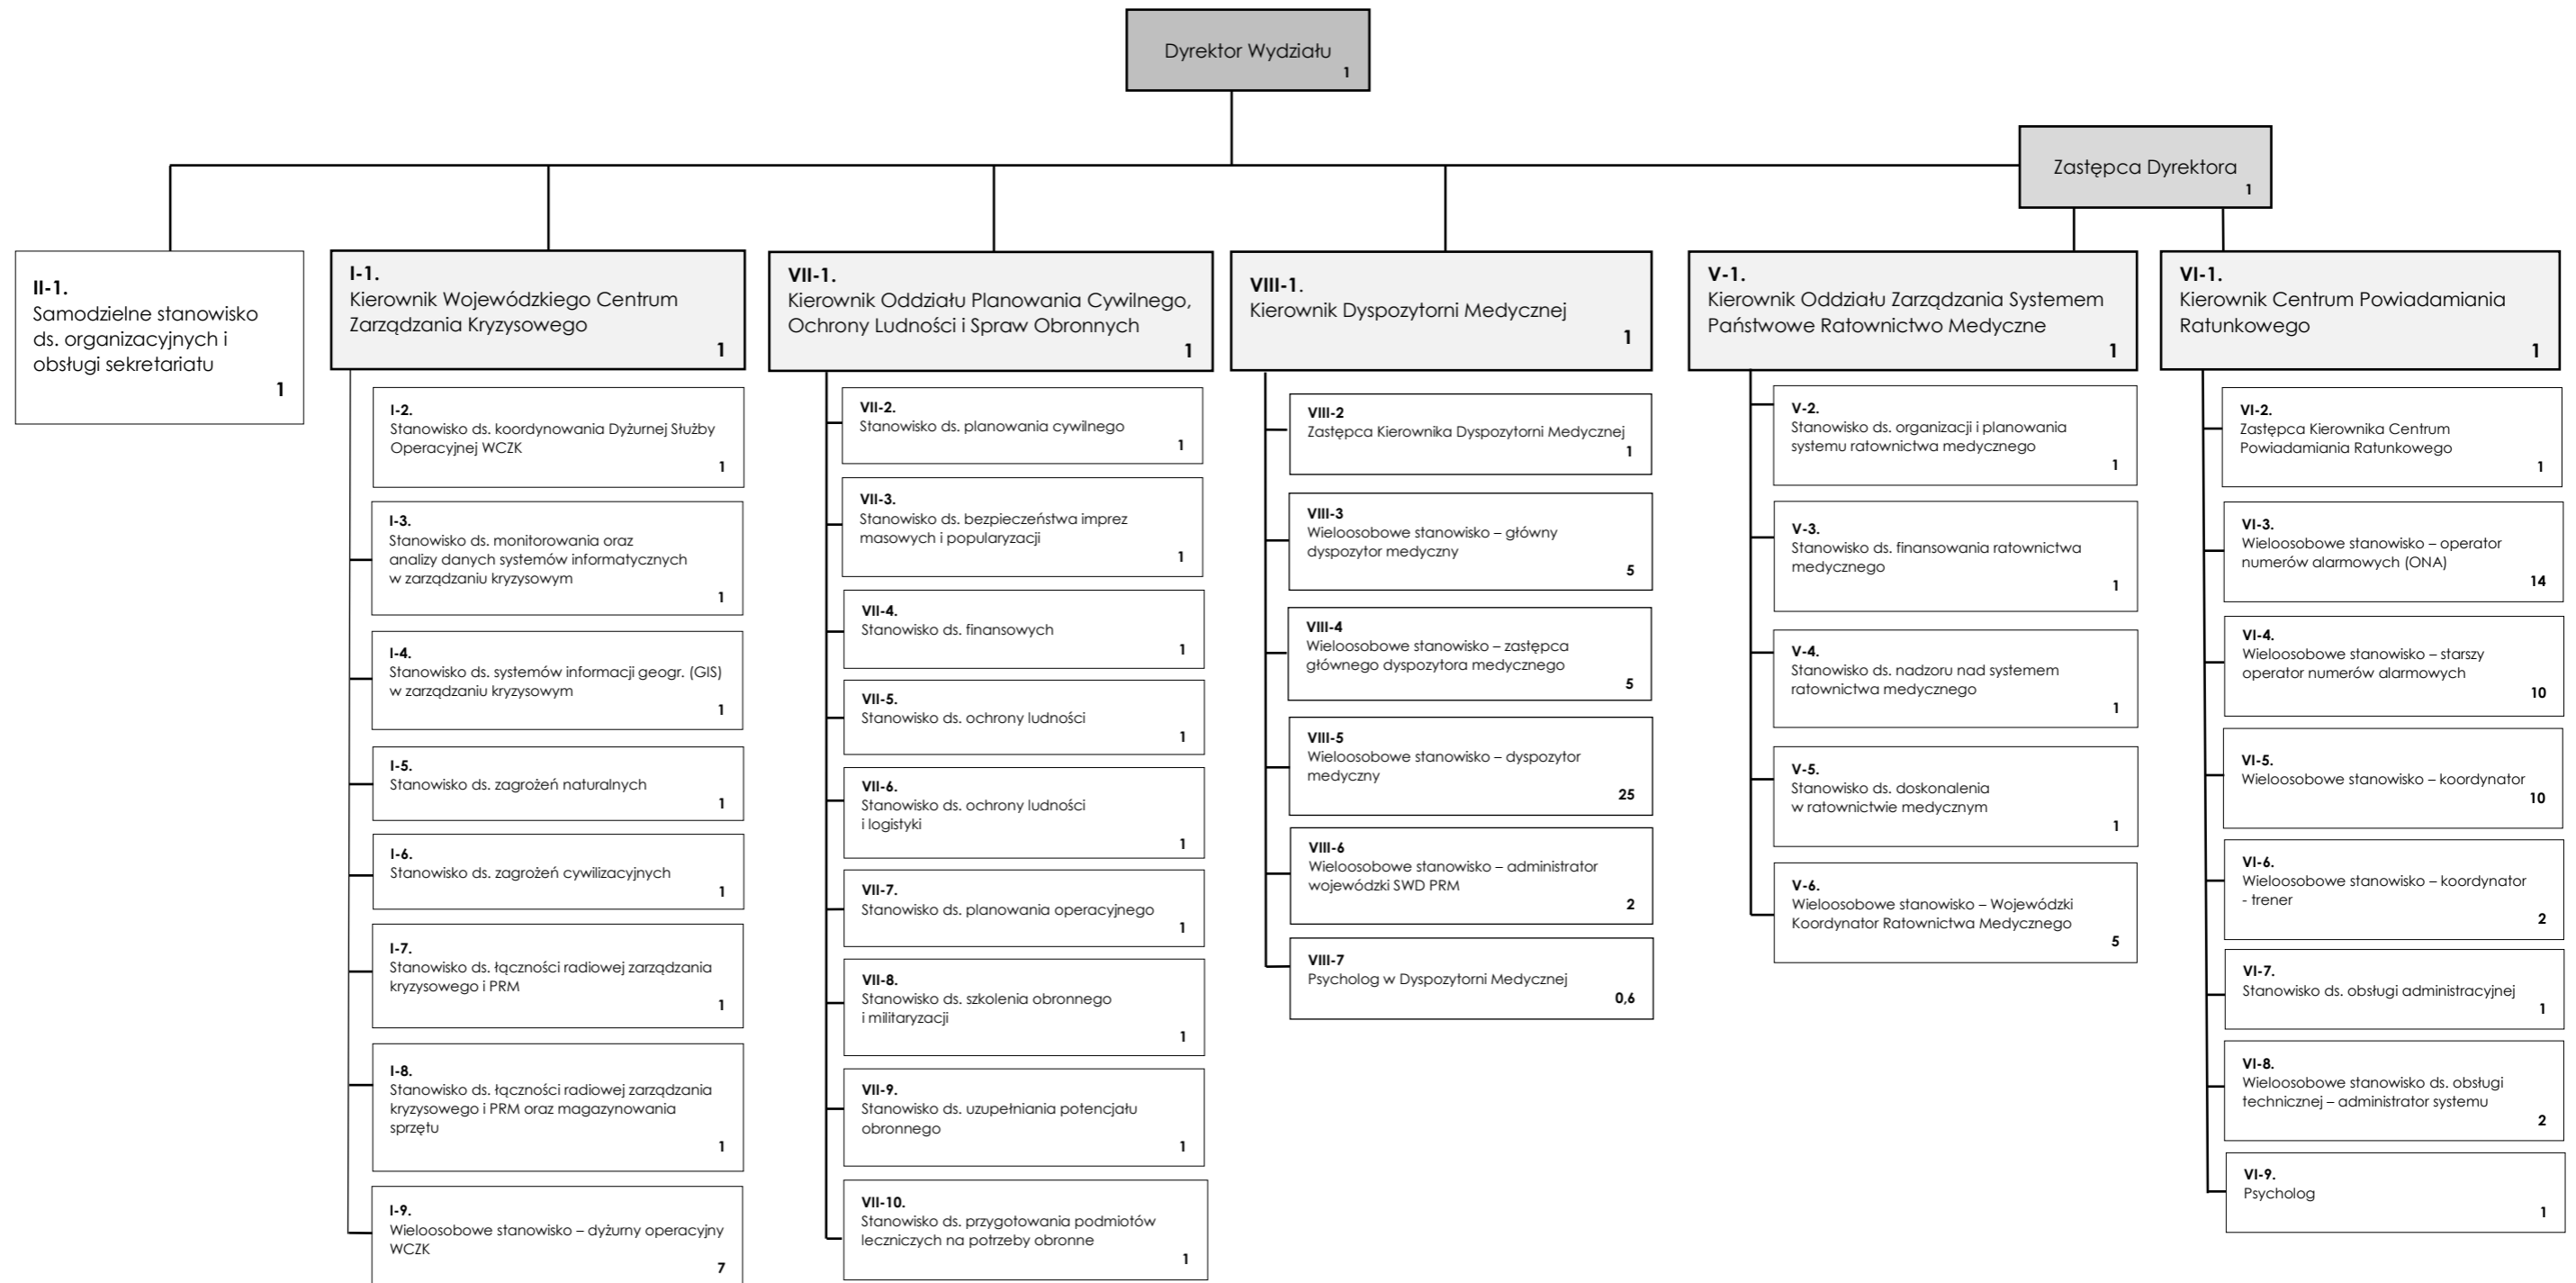 Dyrektor Wydziału
1
Zastępca Dyrektora
1
II-1.
Samodzielne stanowisko
ds. organizacyjnych i
obsługi sekretariatu
1
I-1.
Kierownik Wojewódzkiego Centrum
Zarządzania Kryzysowego
1
I-2.
Stanowisko ds. koordynowania Dyżurnej Służby
Operacyjnej WCZK
1
I-3.
Stanowisko ds. monitorowania oraz
analizy danych systemów informatycznych
w zarządzaniu kryzysowym
1
I-4.
Stanowisko ds. systemów informacji geogr. (GIS)
w zarządzaniu kryzysowym
1
I-5.
Stanowisko ds. zagrożeń naturalnych
1
I-6.
Stanowisko ds. zagrożeń cywilizacyjnych
1
I-7.
Stanowisko ds. łączności radiowej zarządzania
kryzysowego i PRM
1
I-8.
Stanowisko ds. łączności radiowej zarządzania
kryzysowego i PRM oraz magazynowania
sprzętu
1
I-9.
Wieloosobowe stanowisko – dyżurny operacyjny
WCZK
7
VII-1.
Kierownik Oddziału Planowania Cywilnego,
Ochrony Ludności i Spraw Obronnych
1
VII-2.
Stanowisko ds. planowania cywilnego
1
VII-3.
Stanowisko ds. bezpieczeństwa imprez
masowych i popularyzacji
1
VII-4.
Stanowisko ds. finansowych
1
VII-5.
Stanowisko ds. ochrony ludności
1
VII-6.
Stanowisko ds. ochrony ludności
i logistyki
1
VII-7.
Stanowisko ds. planowania operacyjnego
1
VII-8.
Stanowisko ds. szkolenia obronnego
i militaryzacji
1
VII-9.
Stanowisko ds. uzupełniania potencjału
obronnego
1
VII-10.
Stanowisko ds. przygotowania podmiotów
leczniczych na potrzeby obronne
1
VIII-1.
Kierownik Dyspozytorni Medycznej
1
VIII-2
Zastępca Kierownika Dyspozytorni Medycznej
1
VIII-3
Wieloosobowe stanowisko – główny
dyspozytor medyczny
5
VIII-4
Wieloosobowe stanowisko – zastępca
głównego dyspozytora medycznego
5
VIII-5
Wieloosobowe stanowisko – dyspozytor
medyczny
25
VIII-6
Wieloosobowe stanowisko – administrator
wojewódzki SWD PRM
2
VIII-7
Psycholog w Dyspozytorni Medycznej
0,6
V-1.
Kierownik Oddziału Zarządzania Systemem
Państwowe Ratownictwo Medyczne
1
V-2.
Stanowisko ds. organizacji i planowania
systemu ratownictwa medycznego
1
V-3.
Stanowisko ds. finansowania ratownictwa
medycznego
1
V-4.
Stanowisko ds. nadzoru nad systemem
ratownictwa medycznego
1
V-5.
Stanowisko ds. doskonalenia
w ratownictwie medycznym
1
V-6.
Wieloosobowe stanowisko – Wojewódzki
Koordynator Ratownictwa Medycznego
5
VI-1.
Kierownik Centrum Powiadamiania
Ratunkowego
1
VI-2.
Zastępca Kierownika Centrum
Powiadamiania Ratunkowego
1
VI-3.
Wieloosobowe stanowisko – operator
numerów alarmowych (ONA)
14
VI-4.
Wieloosobowe stanowisko – starszy
operator numerów alarmowych
10
VI-5.
Wieloosobowe stanowisko – koordynator
10
VI-6.
Wieloosobowe stanowisko – koordynator
- trener
2
VI-7.
Stanowisko ds. obsługi administracyjnej
1
VI-8.
Wieloosobowe stanowisko ds. obsługi
technicznej – administrator systemu
2
VI-9.
Psycholog
1